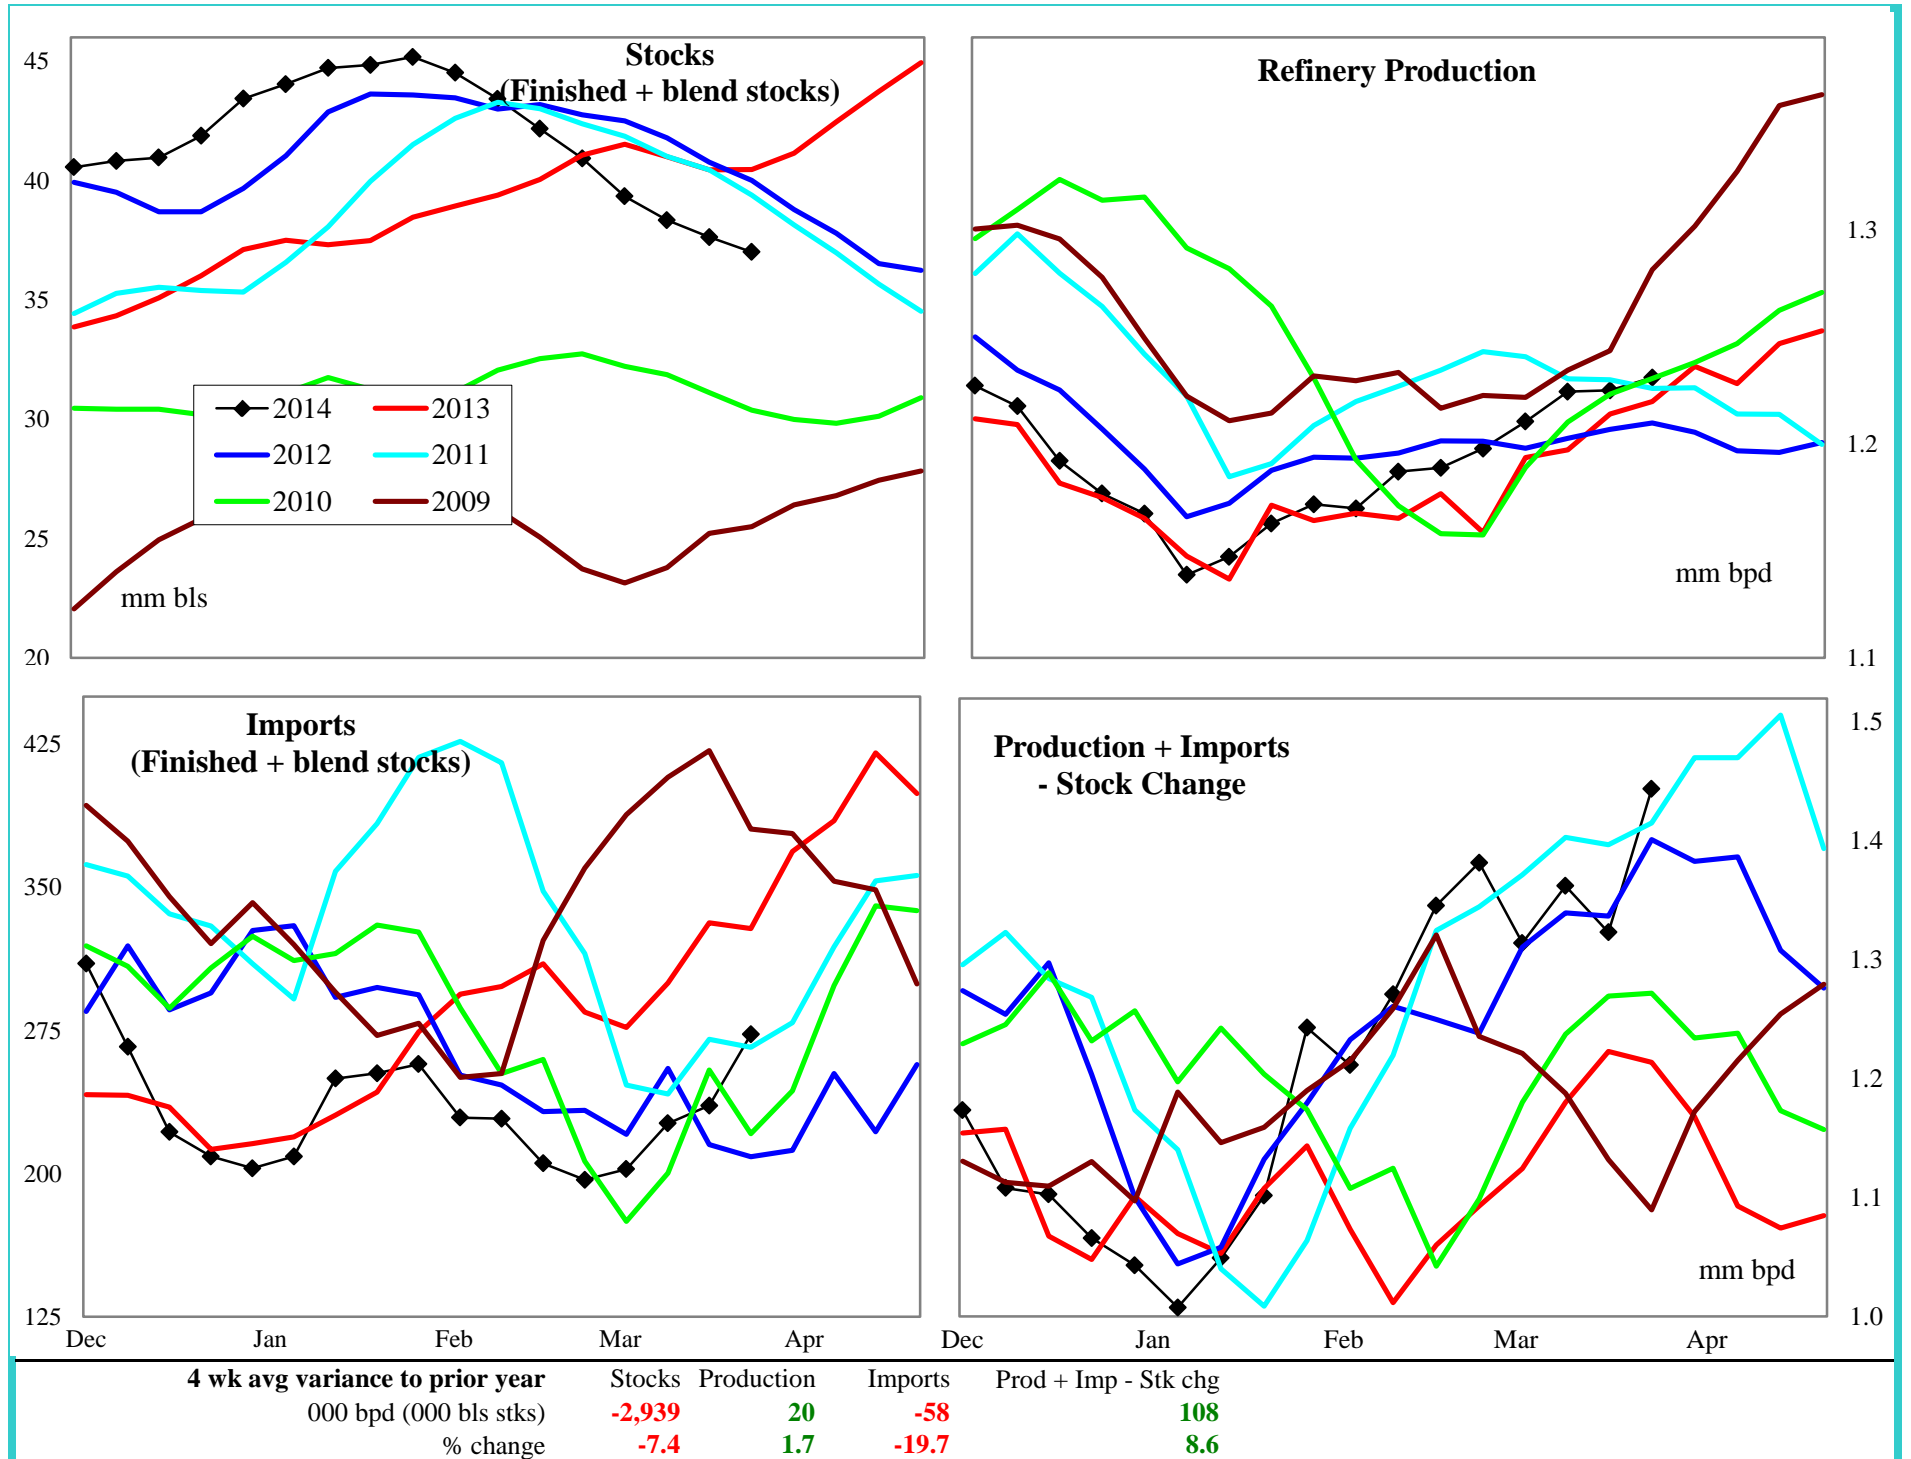 Stocks
(Finished + blend stocks)
45
40
35
30
25
20
2014 2013
2012 2011
2010 2009
mm bls
Refinery Production
1.3
1.2
1.1
mm bpd
Imports
(Finished + blend stocks)
425
350
275
200
125
Dec Jan Feb Mar Apr
Production + Imports
- Stock Change
1.5
1.4
1.3
1.2
1.1
1.0
mm bpd
Dec Jan Feb Mar Apr
4 wk avg variance to prior year Stocks Production Imports Prod + Imp - Stk chg
000 bpd (000 bls stks) -2,939 20 -58 108
% change -7.4 1.7 -19.7 8.6